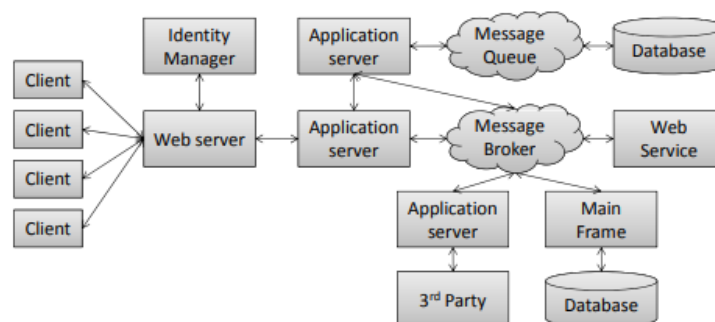 Identity
Manager
Application
server
Message
Queue
Database
Client
Client
Client
Client
Web server
Application
server
Message
Broker
Web
Service
Application
server
Main
Frame
3rd Party
Database